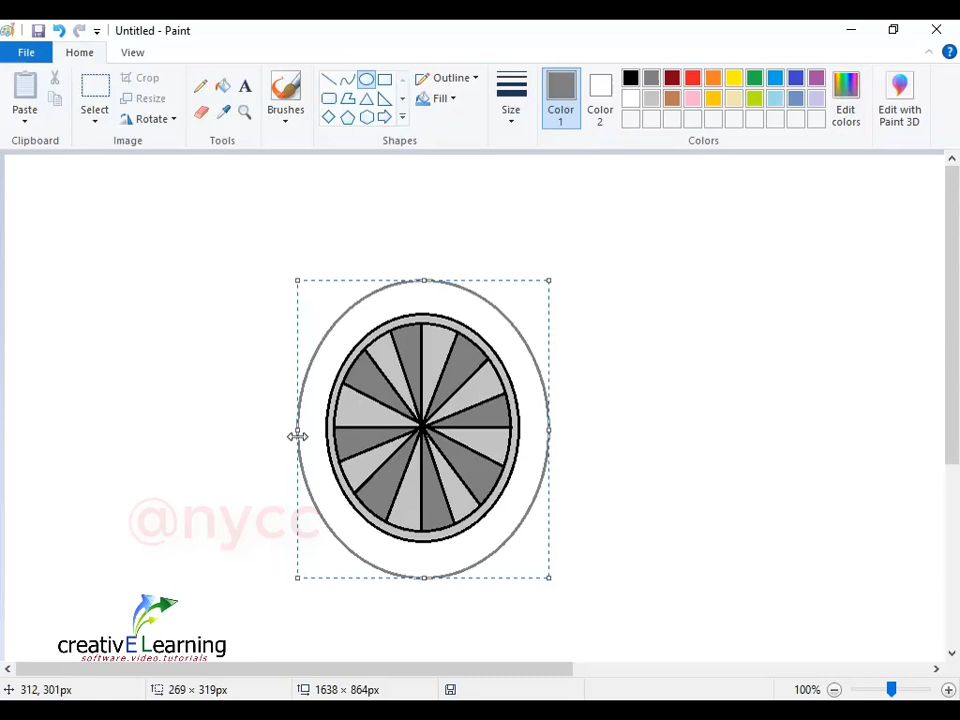 Untitled - Paint
File Home View
Paste
Select
Crop
Resize
Rotate
A
Brushes
Outline
Fill
Size
Color 1
Color 2
Edit colors
Edit with Paint 3D
Clipboard
Image
Tools
Shapes
Colors
@nycc
creativE Learning
software.video.tutorials
312, 301px
269 × 319px
1638 × 864px
100%